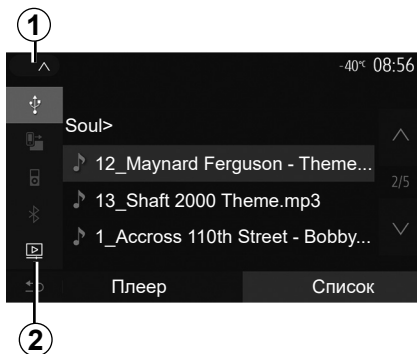 1
-40°C 08:56
Soul>
12_Maynard Ferguson - Theme...
13_Shaft 2000 Theme.mp3
2/5
1_Accross 110th Street - Bobby...
Плеер Список
2